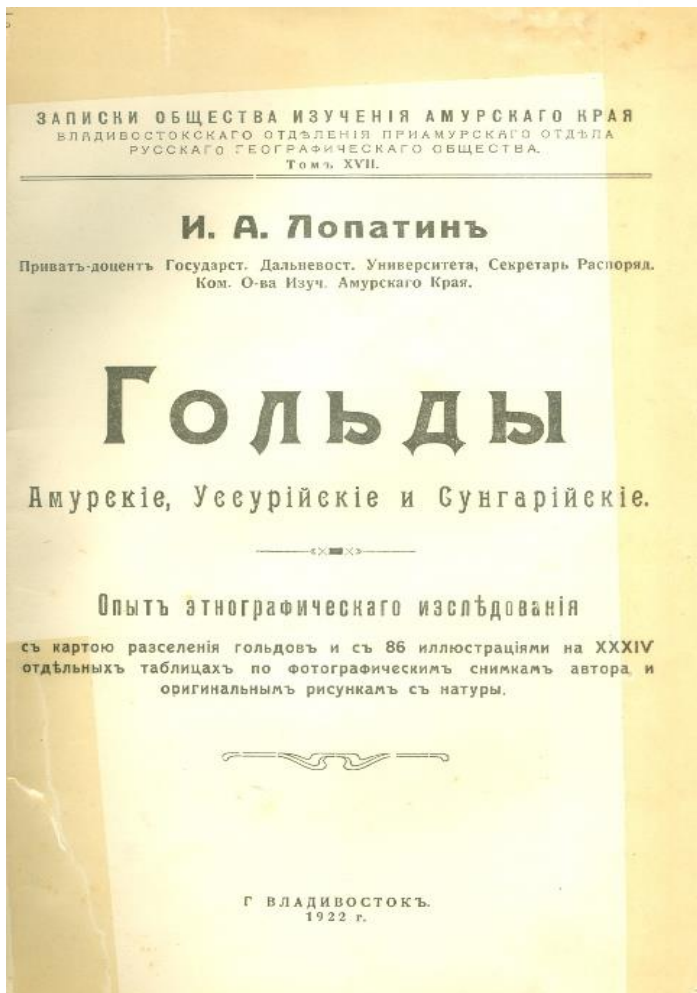 ЗАПИСКИ ОБЩЕСТВА ИЗУЧЕНІЯ АМУРСКАГО КРАЯ
ВЛАДИВОСТОКСКАГО ОТДѢЛЕНІЯ ПРИАМУРСКАГО ОТДѢЛА
РУССКАГО ГЕОГРАФИЧЕСКАГО ОБЩЕСТВА.
Томъ XVII.
И. А. Лопатинъ
Приватъ-доцентъ Государст. Дальневост. Университета, Секретарь Распоряд.
Ком. О-ва Изуч. Амурскаго Края.
Гольды
Амурскіе, Уссурійскіе и Сунгарійскіе.
Опытъ этнографическаго изслѣдованія
съ картою разселенія гольдовъ и съ 86 иллюстраціями на XXXIV
отдѣльныхъ таблицахъ по фотографическимъ снимкамъ автора и
оригинальнымъ рисункамъ съ натуры.
Г ВЛАДИВОСТОКЪ.
1922 г.